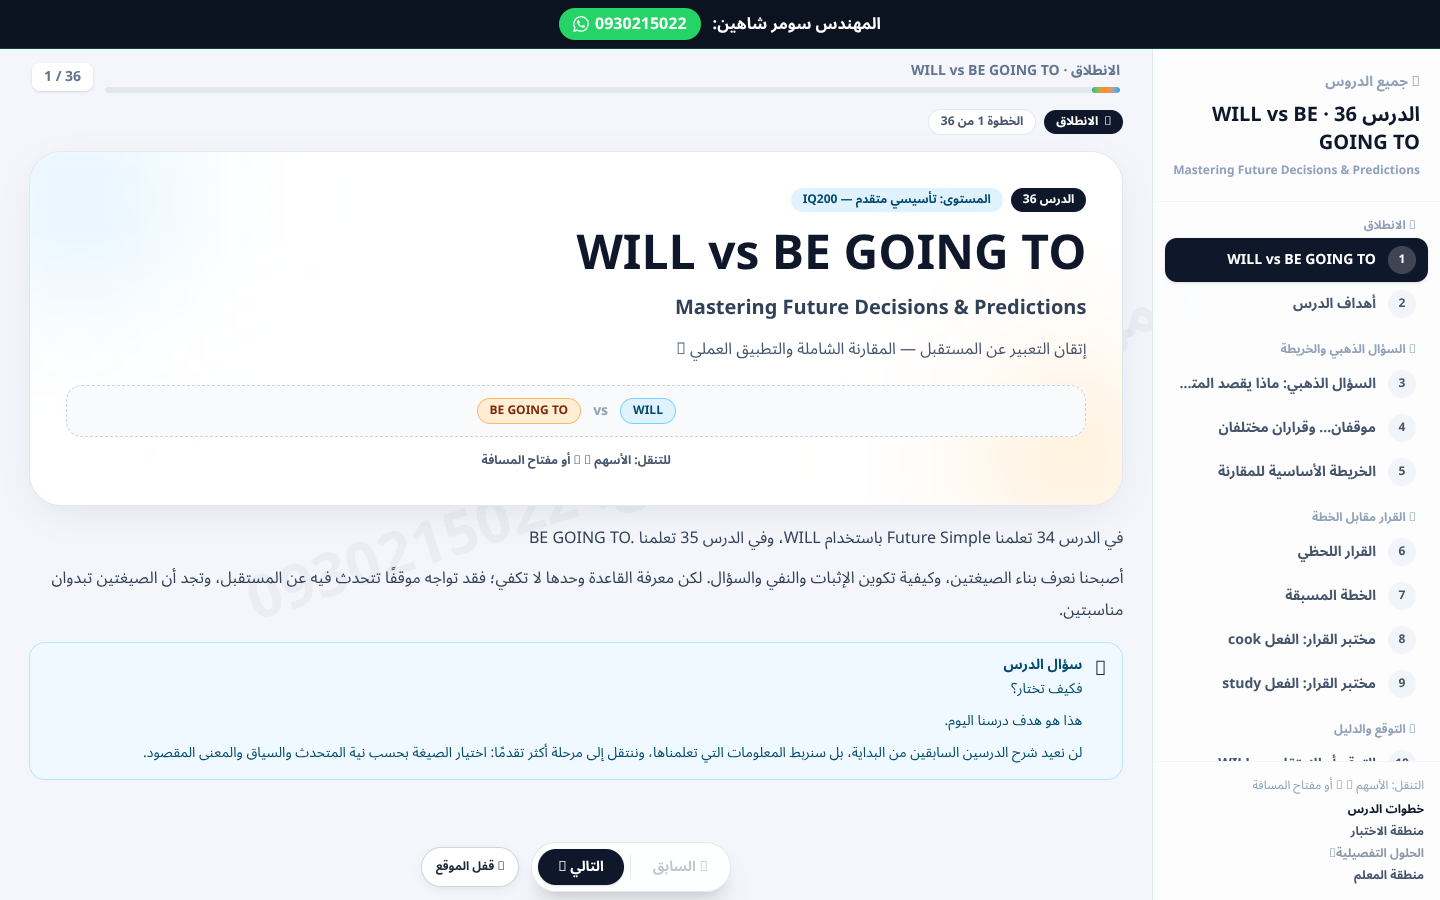 المهندس سومر شاهين: 0930215022
جميع الدروس
الدرس 36 · WILL vs BE GOING TO
Mastering Future Decisions & Predictions
الانطلاق
1 WILL vs BE GOING TO
2 أهداف الدرس
السؤال الذهبي والخريطة
3 السؤال الذهبي: ماذا يقصد المتـ...
4 موقفان... وقراران مختلفان
5 الخريطة الأساسية للمقارنة
القرار مقابل الخطة
6 القرار اللحظي
7 الخطة المسبقة
8 مختبر القرار: الفعل cook
9 مختبر القرار: الفعل study
التوقع والدليل
التنقل: الأسهم أو مفتاح المسافة
خطوات الدرس
منطقة الاختبار
الحلول التفصيلية
منطقة المعلم
الانطلاق · WILL vs BE GOING TO
1 / 36
الانطلاق
الخطوة 1 من 36
الدرس 36
المستوى: تأسيسي متقدم — IQ200
WILL vs BE GOING TO
Mastering Future Decisions & Predictions
إتقان التعبير عن المستقبل — المقارنة الشاملة والتطبيق العملي
WILL vs BE GOING TO
للتنقل: الأسهم أو مفتاح المسافة
في الدرس 34 تعلمنا Future Simple باستخدام WILL، وفي الدرس 35 تعلمنا BE GOING TO.
أصبحنا نعرف بناء الصيغتين، وكيفية تكوين الإثبات والنفي والسؤال. لكن معرفة القاعدة وحدها لا تكفي؛ فقد تواجه موقفًا تتحدث فيه عن المستقبل، وتجد أن الصيغتين تبدوان
مناسبتين.
سؤال الدرس
فكيف تختار؟
هذا هو هدف درسنا اليوم.
لن نعيد شرح الدرسين السابقين من البداية، بل سنربط المعلومات التي تعلمناها، وننتقل إلى مرحلة أكثر تقدمًا: اختيار الصيغة بحسب نية المتحدث والسياق والمعنى المقصود.
السابق
التالي
قفل الموقع
0930215022